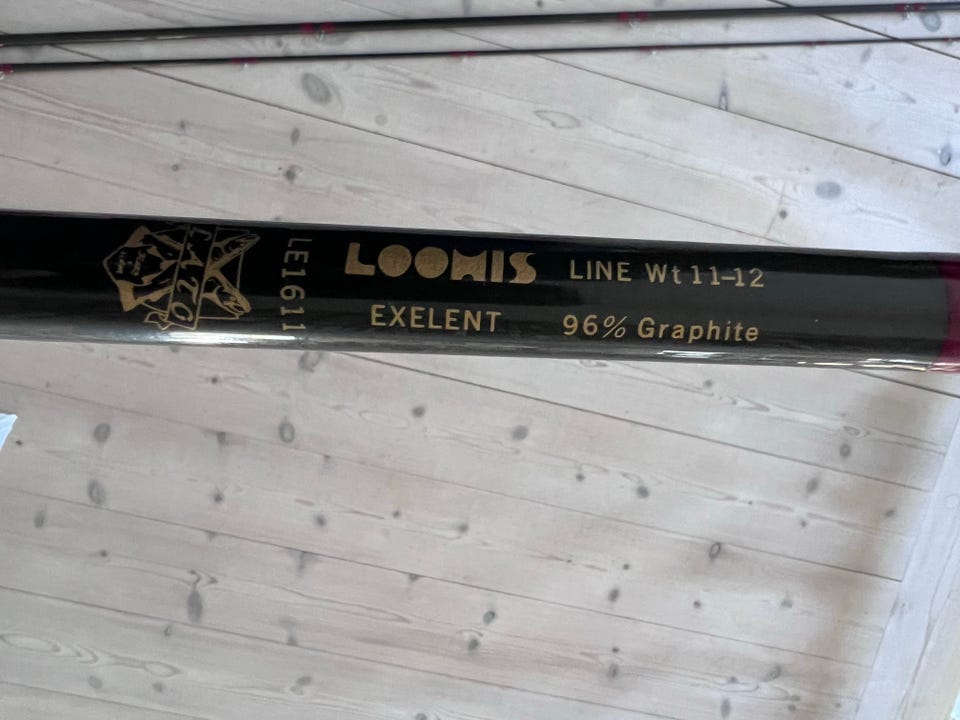 LE1611
LOOMIS LINE Wt 11-12
EXELENT 96% Graphite